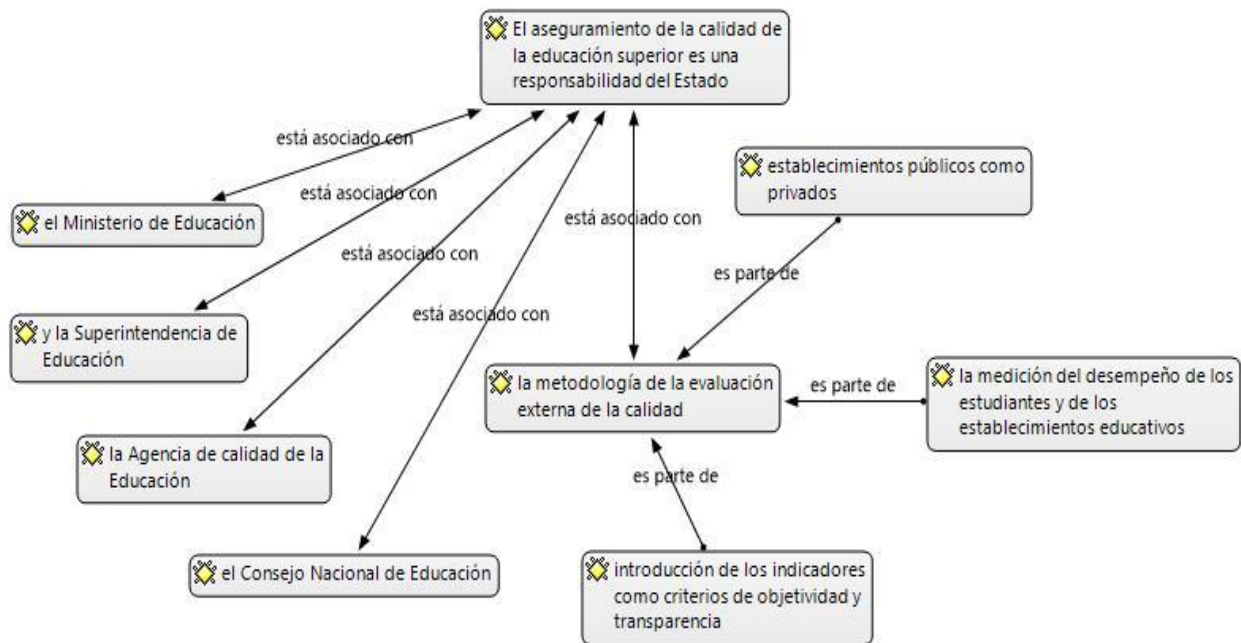 El aseguramiento de la calidad de
la educación superior es una
responsabilidad del Estado
está asociado con
establecimientos públicos como
privados
está asociado con
el Ministerio de Educación
está asociado con
está asociado con
es parte de
está asociado con
y la Superintendencia de
Educación
la metodología de la evaluación
externa de la calidad
es parte de
la medición del desempeño de los
estudiantes y de los
establecimientos educativos
la Agencia de calidad de la
Educación
es parte de
el Consejo Nacional de Educación
introducción de los indicadores
como criterios de objetividad y
transparencia